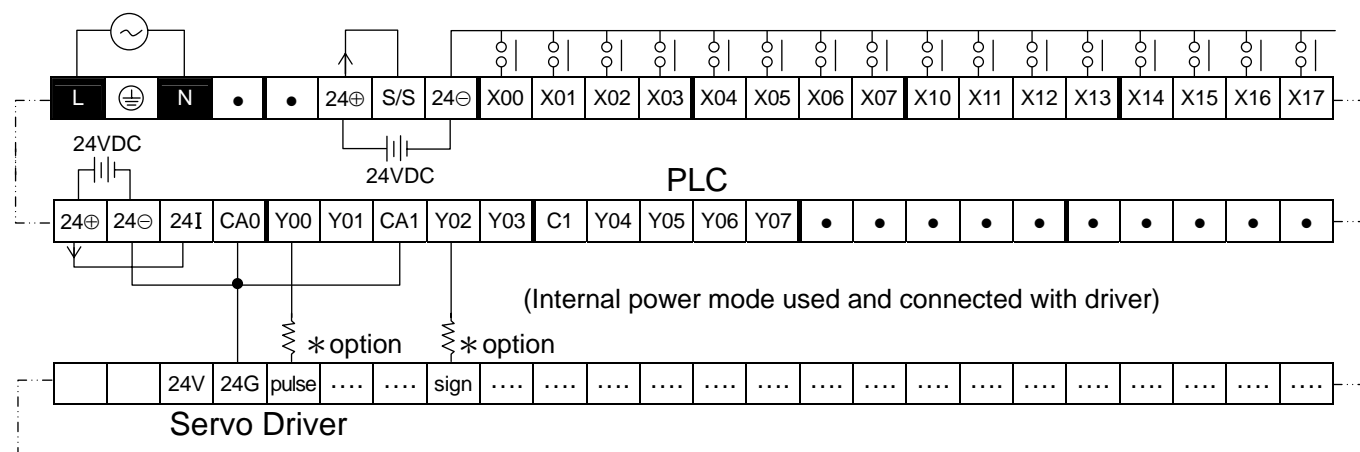 L N • • 24⊕ S/S 24⊖ X00 X01 X02 X03 X04 X05 X06 X07 X10 X11 X12 X13 X14 X15 X16 X17
24VDC
24VDC
PLC
24⊕ 24⊖ 24I CA0 Y00 Y01 CA1 Y02 Y03 C1 Y04 Y05 Y06 Y07 • • • • • • • • • •
(Internal power mode used and connected with driver)
*option *option
24V 24G pulse .... .... sign .... .... .... .... .... .... .... .... .... .... .... .... .... .... .... ....
Servo Driver